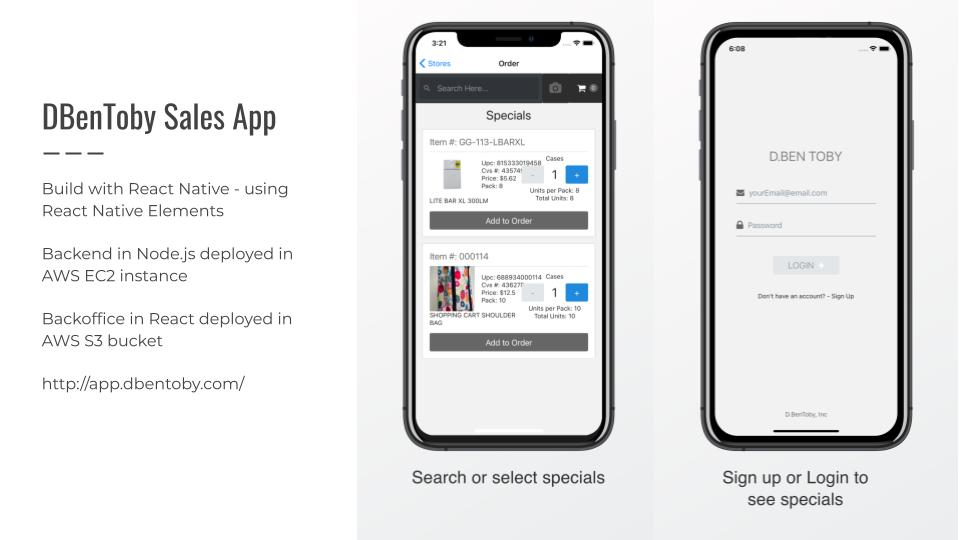 DBenToby Sales App
Build with React Native - using
React Native Elements
Backend in Node.js deployed in
AWS EC2 instance
Backoffice in React deployed in
AWS S3 bucket
http://app.dbentoby.com/
3:21
Stores
Order
Search Here...
0
Specials
Item #: GG-113-LBARXL
Upc: 815333019458
Cvs #: 435749
Price: $5.62
Pack: 8
Cases
- 1 +
Units per Pack: 8
Total Units: 8
LITE BAR XL 300LM
Add to Order
Item #: 000114
Upc: 688934000114
Cvs #: 436275
Price: $12.5
Pack: 10
Cases
- 1 +
Units per Pack: 10
Total Units: 10
SHOPPING CART SHOULDER
BAG
Add to Order
Search or select specials
6:08
D.BEN TOBY
yourEmail@email.com
Password
LOGIN
Don't have an account? - Sign Up
D.BenToby, Inc
Sign up or Login to
see specials